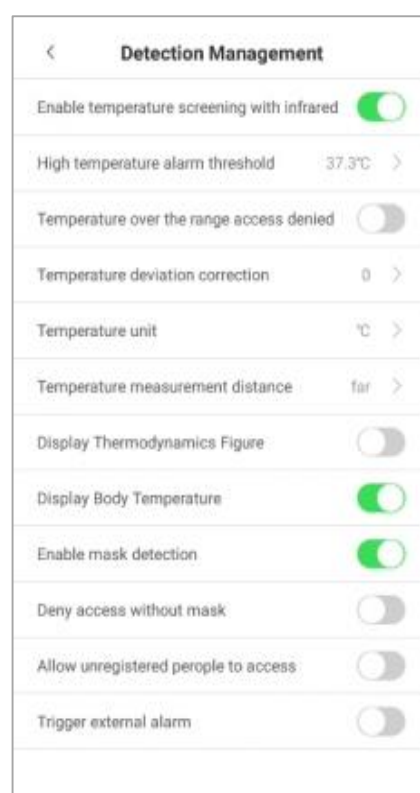 Detection Management
Enable temperature screening with infrared
High temperature alarm threshold 37.3℃
Temperature over the range access denied
Temperature deviation correction 0
Temperature unit ℃
Temperature measurement distance far
Display Thermodynamics Figure
Display Body Temperature
Enable mask detection
Deny access without mask
Allow unregistered perople to access
Trigger external alarm